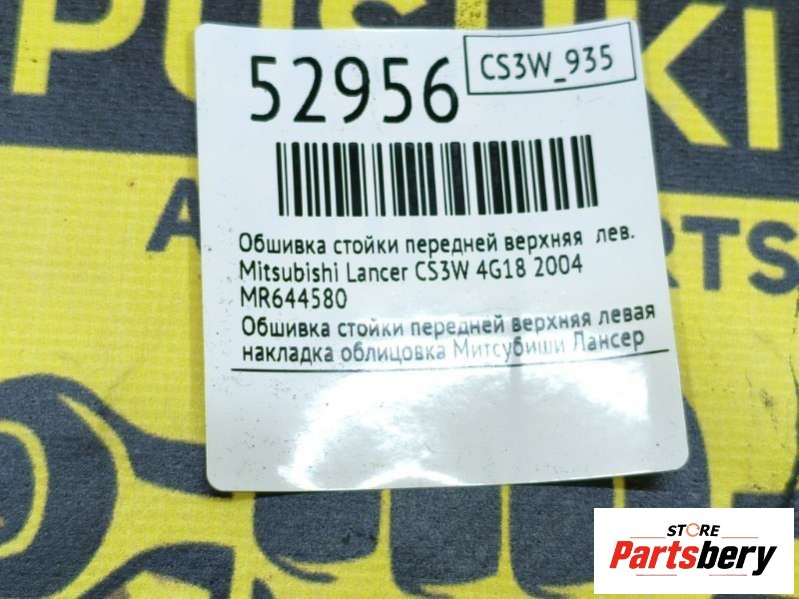 PUSUKI
52956
CS3W_935
Обшивка стойки передней верхняя лев.
Mitsubishi Lancer CS3W 4G18 2004
MR644580
Обшивка стойки передней верхняя левая
накладка облицовка Митсубиши Лансер
STORE
Partsbery